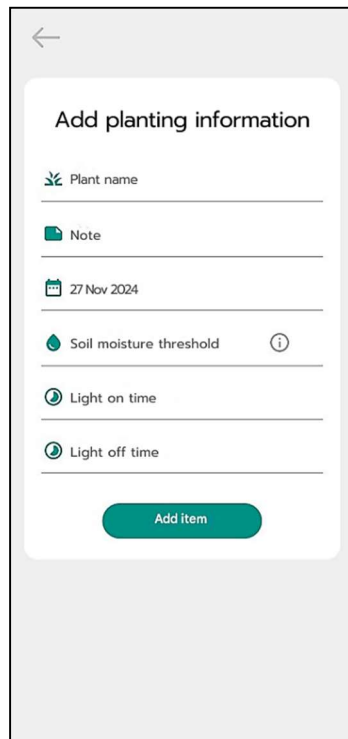 Add planting information
Plant name
Note
27 Nov 2024
Soil moisture threshold
Light on time
Light off time
Add item